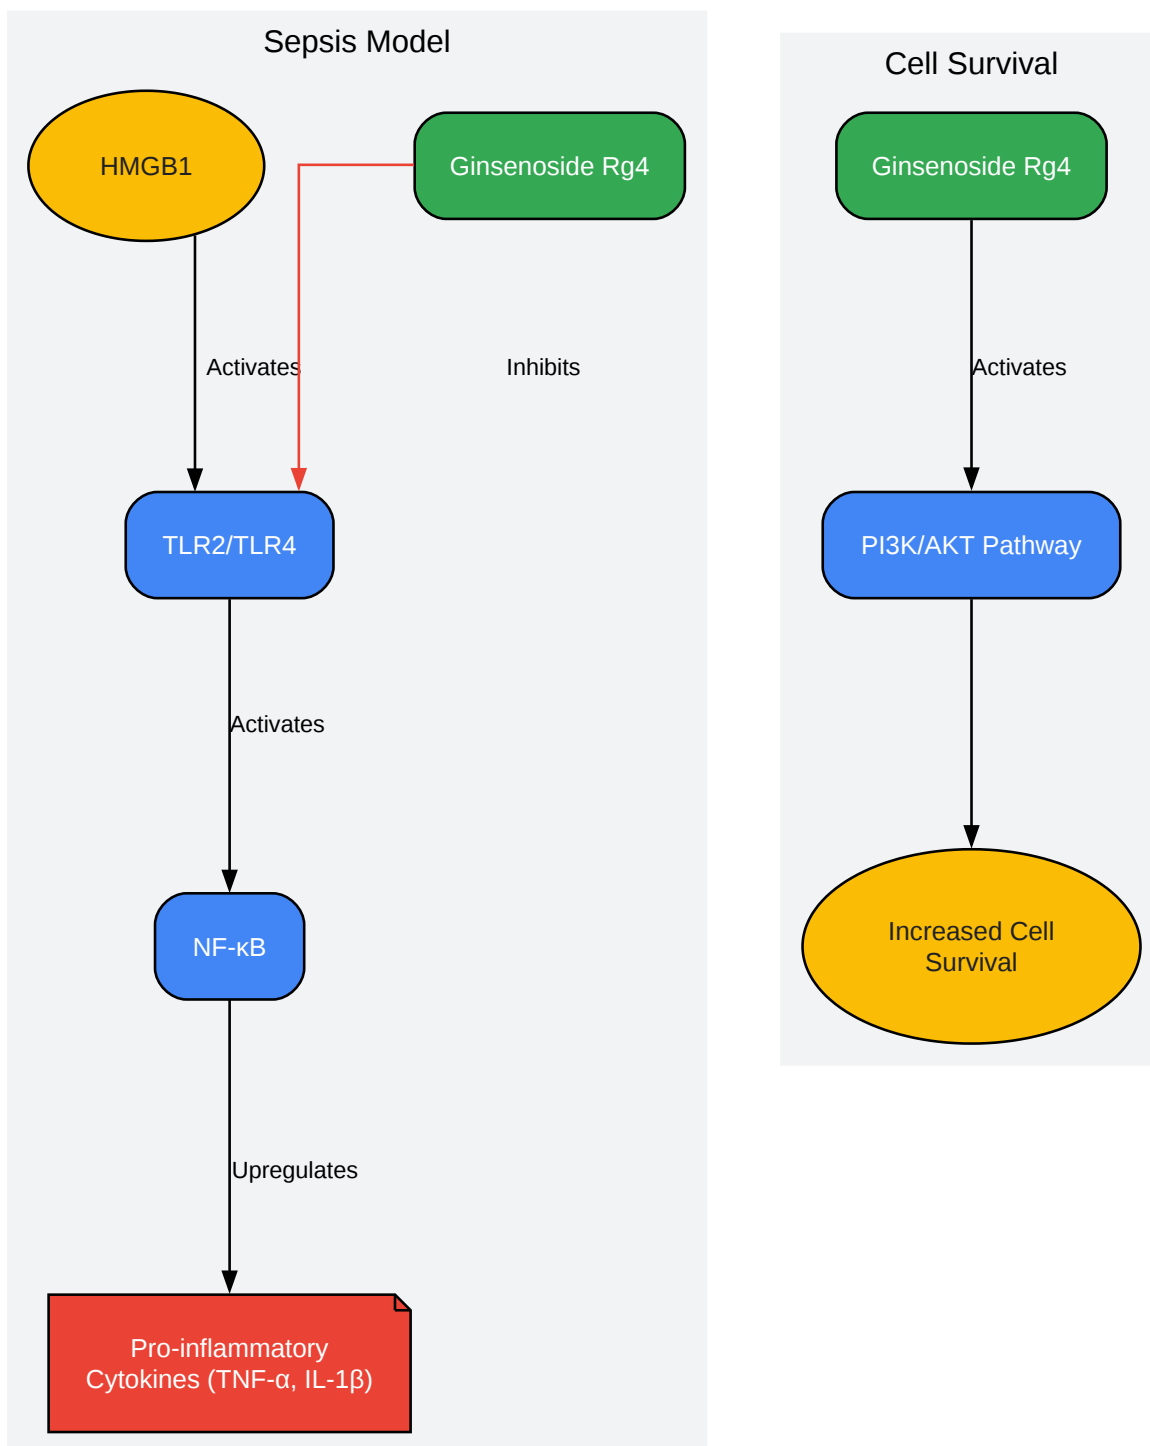 Sepsis Model
HMGB1
Ginsenoside Rg4
Activates
Inhibits
TLR2/TLR4
Activates
NF-κB
Upregulates
Pro-inflammatory
Cytokines (TNF-α, IL-1β)
Cell Survival
Ginsenoside Rg4
Activates
PI3K/AKT Pathway
Increased Cell
Survival